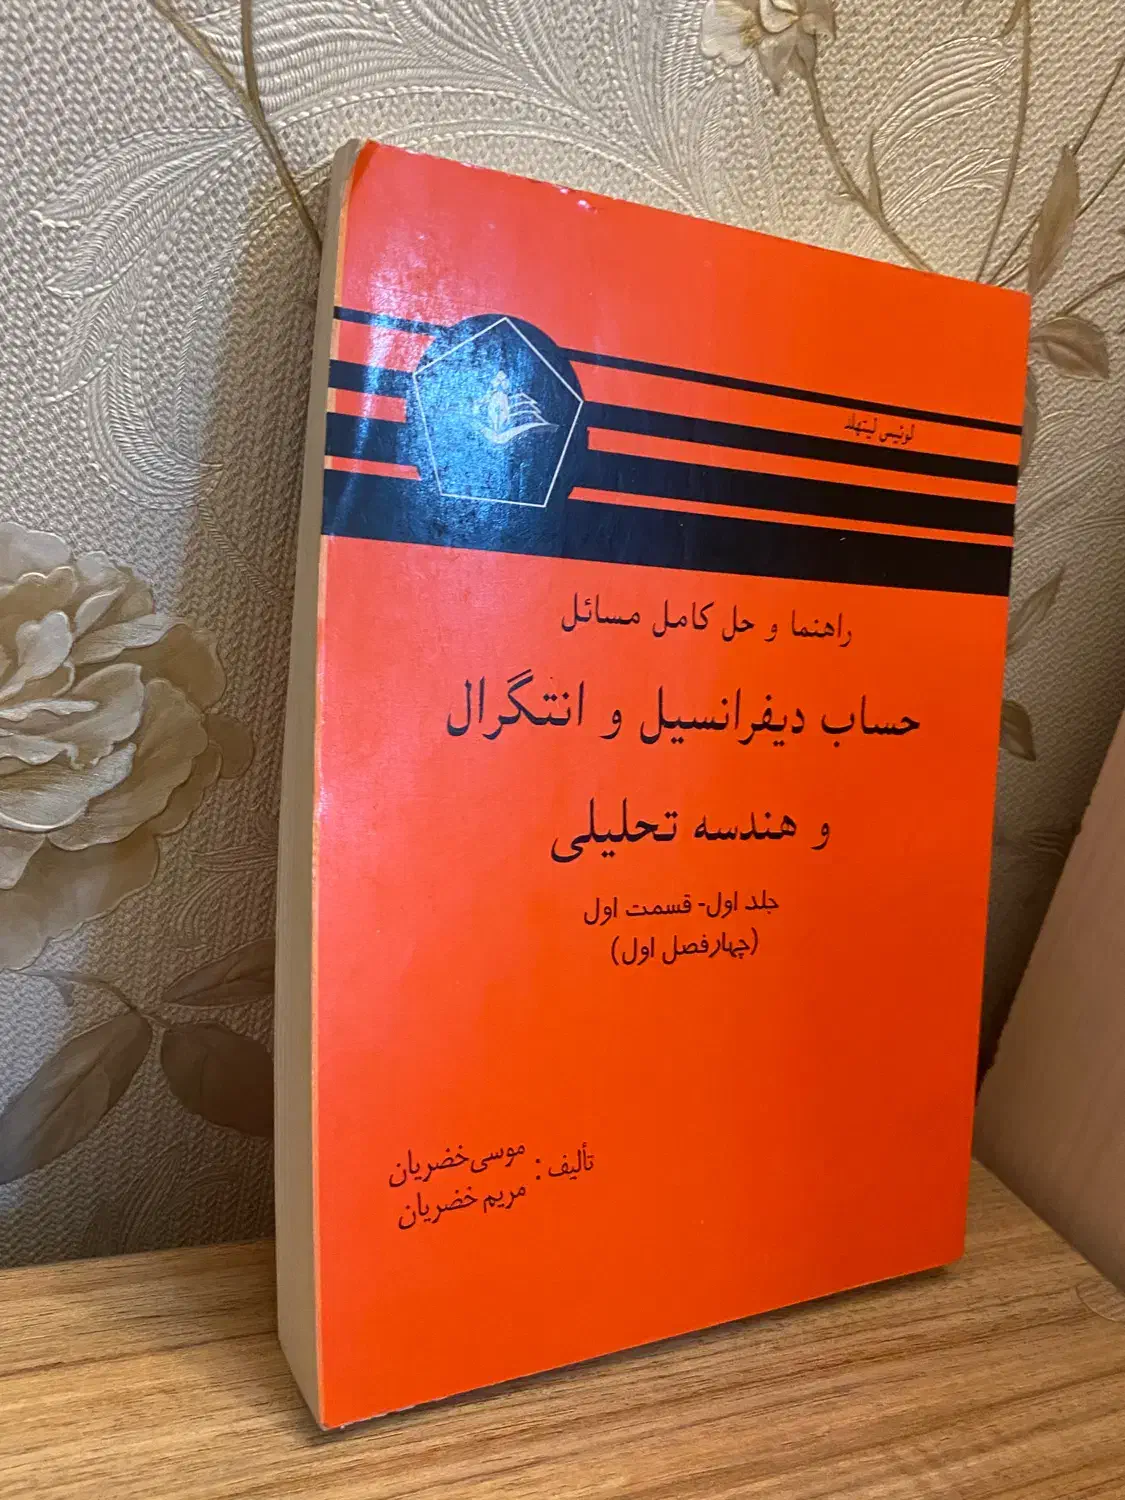 لوئیس لیتهلد
راهنما و حل کامل مسائل
حساب دیفرانسیل و انتگرال
و هندسه تحلیلی
جلد اول- قسمت اول
(چهار فصل اول)
تألیف: موسی خضریان
مریم خضریان